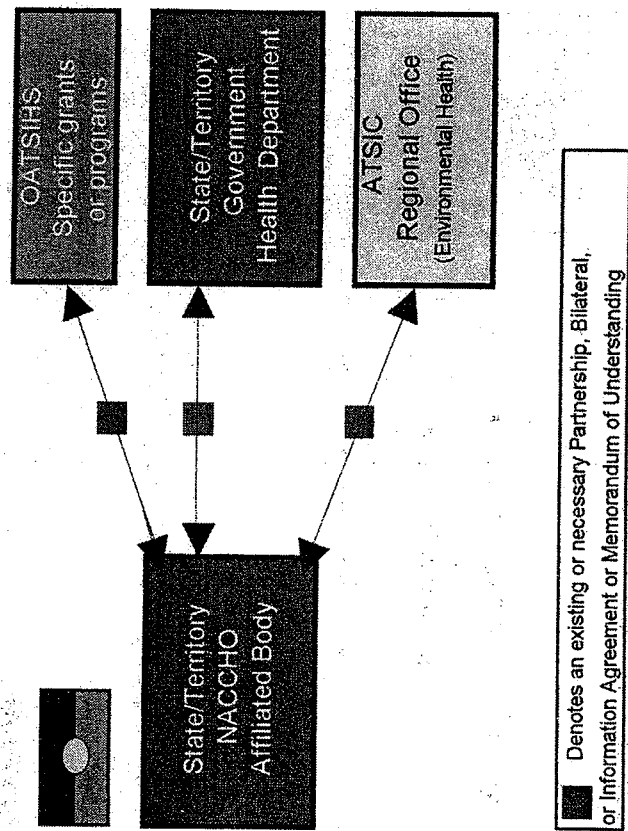 OATSIHS
Specific grants
or programs
State/Territory
Government
Health Department
ATSIC
Regional Office
(Environmental Health)
State/Territory
NACCHO
Affiliated Body
Denotes an existing or necessary Partnership, Bilateral,
or Information Agreement or Memorandum of Understanding